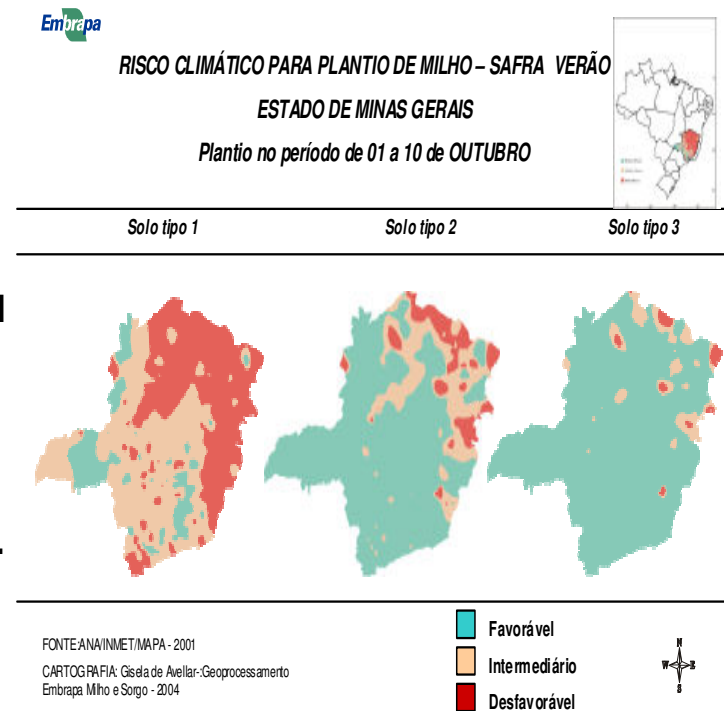 Embrapa
RISCO CLIMÁTICO PARA PLANTIO DE MILHO – SAFRA VERÃO
ESTADO DE MINAS GERAIS
Plantio no período de 01 a 10 de OUTUBRO
Solo tipo 1 Solo tipo 2 Solo tipo 3
FONTE:ANA/INMET/MAPA - 2001
CARTOGRAFIA: Gisela de Avellar-:Geoprocessamento
Embrapa Milho e Sorgo - 2004
Favorável
Intermediário
Desfavorável
N
W E
S